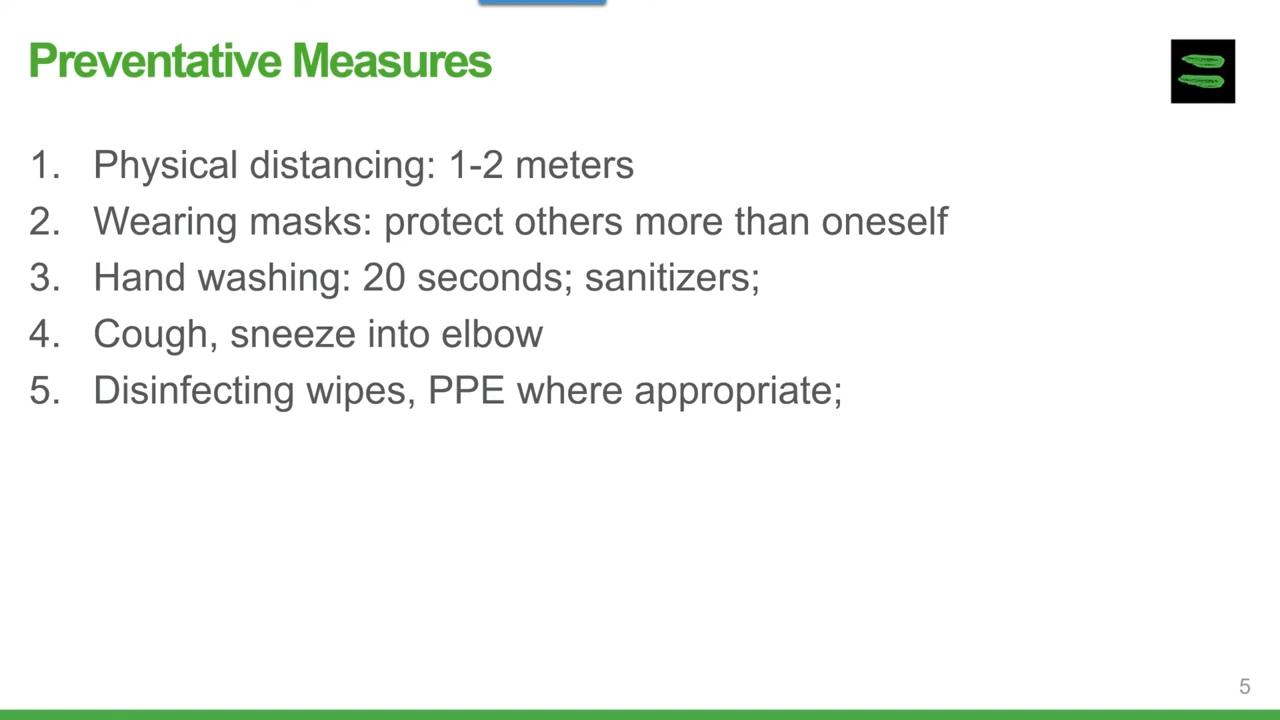 Preventative Measures
1. Physical distancing: 1-2 meters
2. Wearing masks: protect others more than oneself
3. Hand washing: 20 seconds; sanitizers;
4. Cough, sneeze into elbow
5. Disinfecting wipes, PPE where appropriate;
5